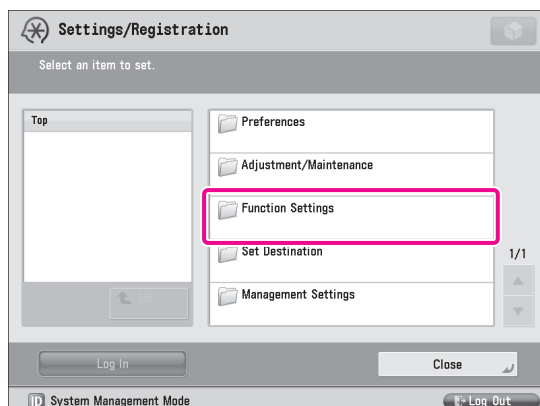 Settings/Registration
Select an item to set.
Top
Preferences
Adjustment/Maintenance
Function Settings
Set Destination
Management Settings
1/1
Up
Log In
Close
ID System Management Mode
Log Out